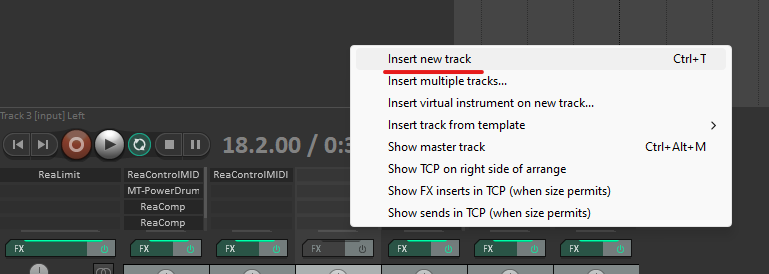 Insert new track Ctrl+T
Insert multiple tracks...
Insert virtual instrument on new track...
Insert track from template
Show master track Ctrl+Alt+M
Show TCP on right side of arrange
Show FX inserts in TCP (when size permits)
Show sends in TCP (when size permits)
Track 3 [input] Left
18.2.00 / 0:3
ReaLimit ReaControlMID ReaControlMIDI
MT-PowerDrum
ReaComp
ReaComp
FX FX FX FX FX FX FX